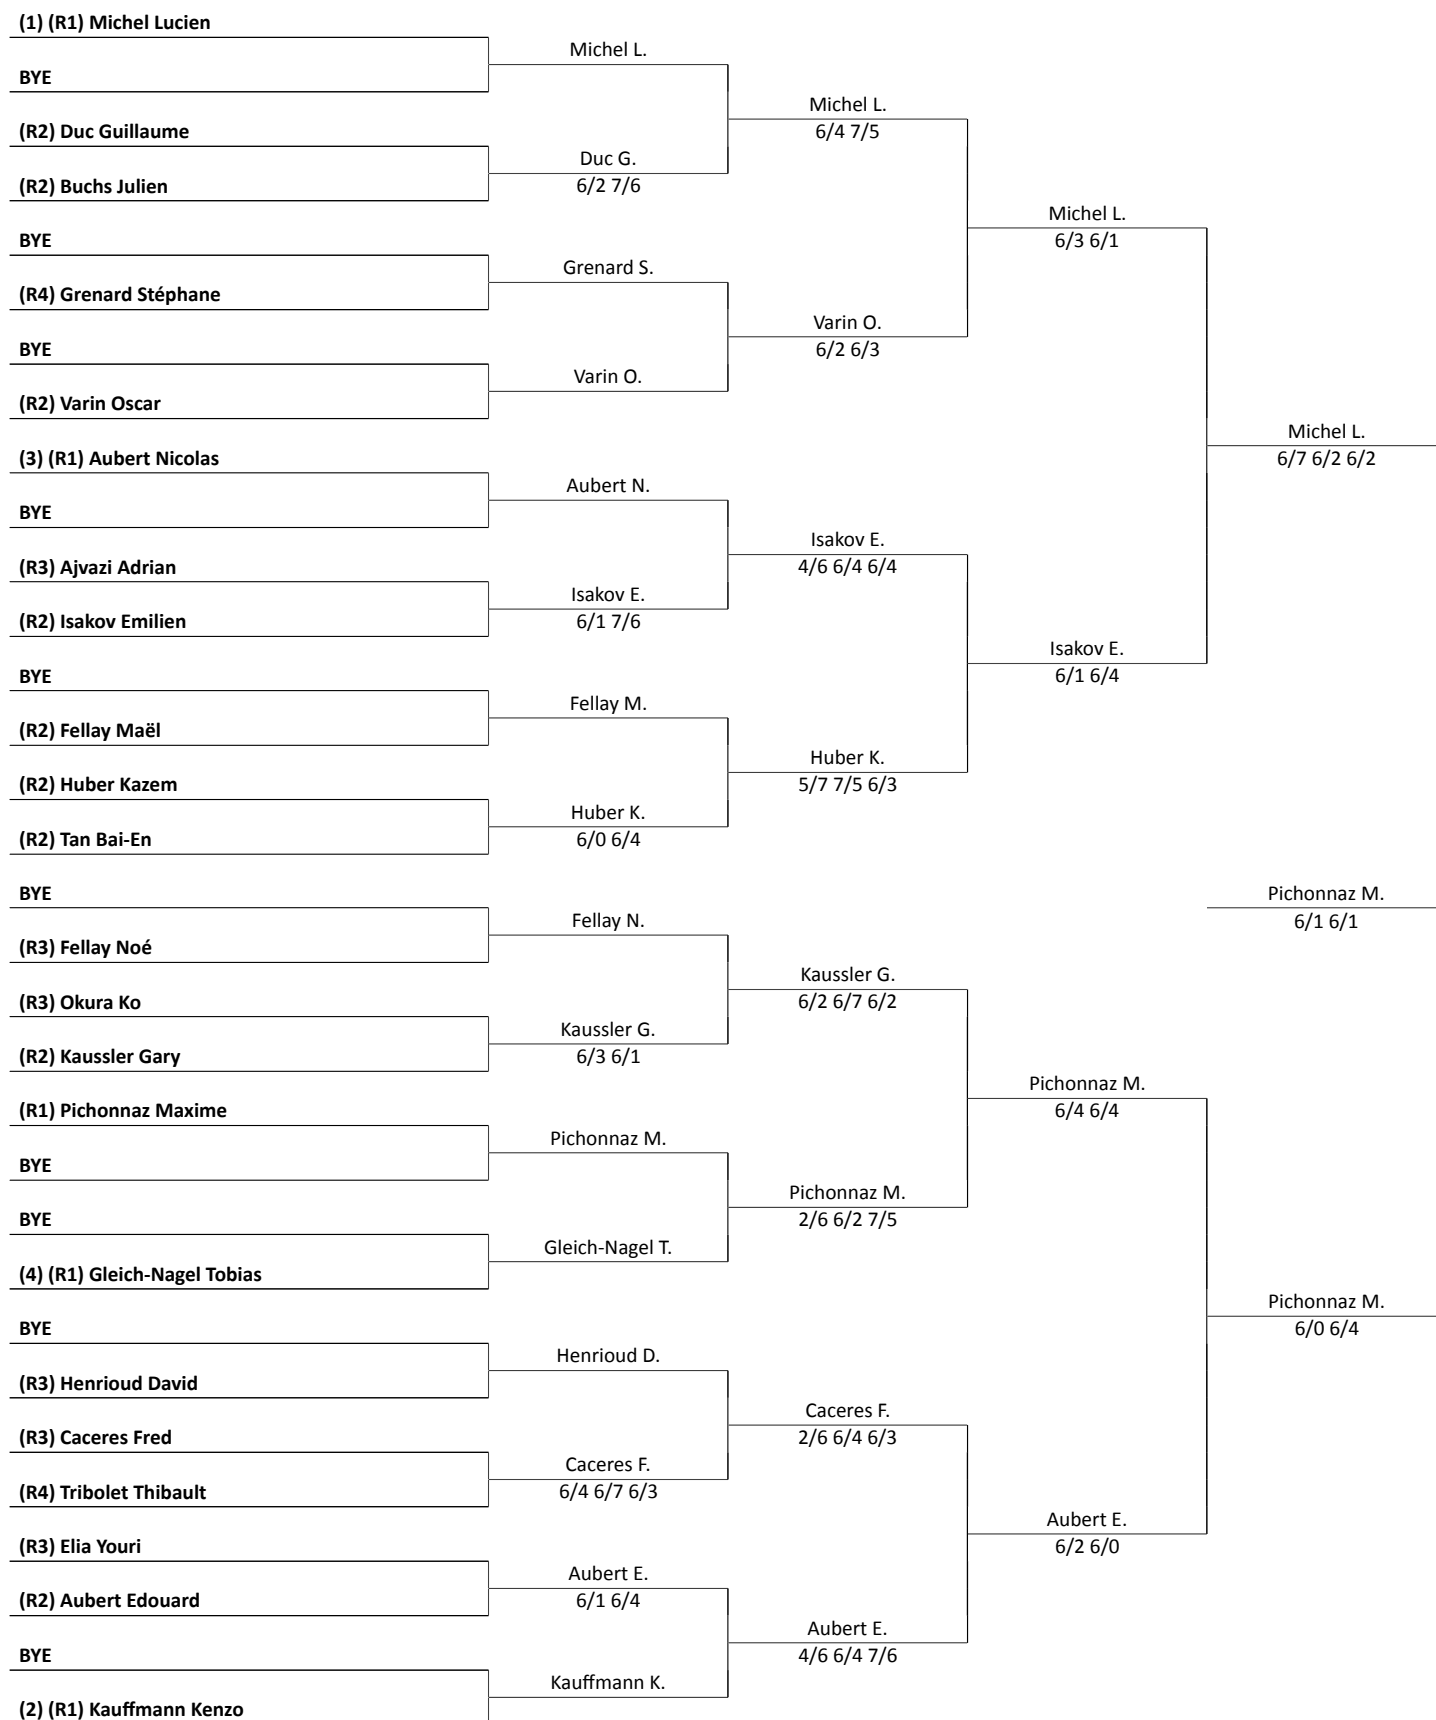 (1) (R1) Michel Lucien
Michel L.
BYE
Michel L.
6/4 7/5
(R2) Duc Guillaume
Duc G.
6/2 7/6
(R2) Buchs Julien
Michel L.
6/3 6/1
BYE
Grenard S.
(R4) Grenard Stéphane
Varin O.
6/2 6/3
BYE
Varin O.
(R2) Varin Oscar
Michel L.
6/7 6/2 6/2
(3) (R1) Aubert Nicolas
Aubert N.
BYE
Isakov E.
4/6 6/4 6/4
(R3) Ajvazi Adrian
Isakov E.
6/1 7/6
(R2) Isakov Emilien
Isakov E.
6/1 6/4
BYE
Fellay M.
(R2) Fellay Maël
Huber K.
5/7 7/5 6/3
(R2) Huber Kazem
Huber K.
6/0 6/4
(R2) Tan Bai-En
BYE
Pichonnaz M.
6/1 6/1
Fellay N.
(R3) Fellay Noé
Kaussler G.
6/2 6/7 6/2
(R3) Okura Ko
Kaussler G.
6/3 6/1
(R2) Kaussler Gary
Pichonnaz M.
6/4 6/4
(R1) Pichonnaz Maxime
Pichonnaz M.
BYE
Pichonnaz M.
2/6 6/2 7/5
BYE
Gleich-Nagel T.
(4) (R1) Gleich-Nagel Tobias
Pichonnaz M.
6/0 6/4
BYE
Henrioud D.
(R3) Henrioud David
Caceres F.
2/6 6/4 6/3
(R3) Caceres Fred
Caceres F.
6/4 6/7 6/3
(R4) Tribolet Thibault
Aubert E.
6/2 6/0
(R3) Elia Youri
Aubert E.
6/1 6/4
(R2) Aubert Edouard
Aubert E.
4/6 6/4 7/6
BYE
Kauffmann K.
(2) (R1) Kauffmann Kenzo